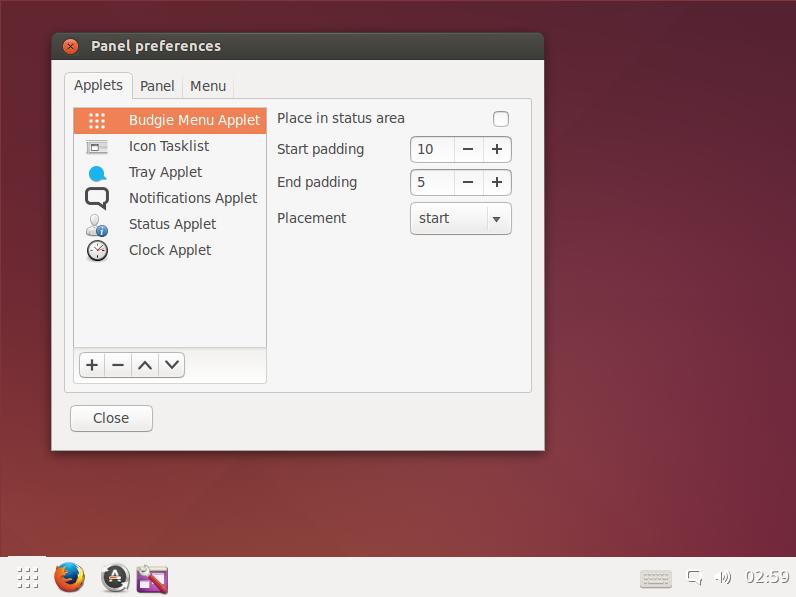 Panel preferences
Applets Panel Menu
Budgie Menu Applet
Icon Tasklist
Tray Applet
Notifications Applet
Status Applet
Clock Applet
Place in status area
Start padding 10
End padding 5
Placement start
Close
02:59